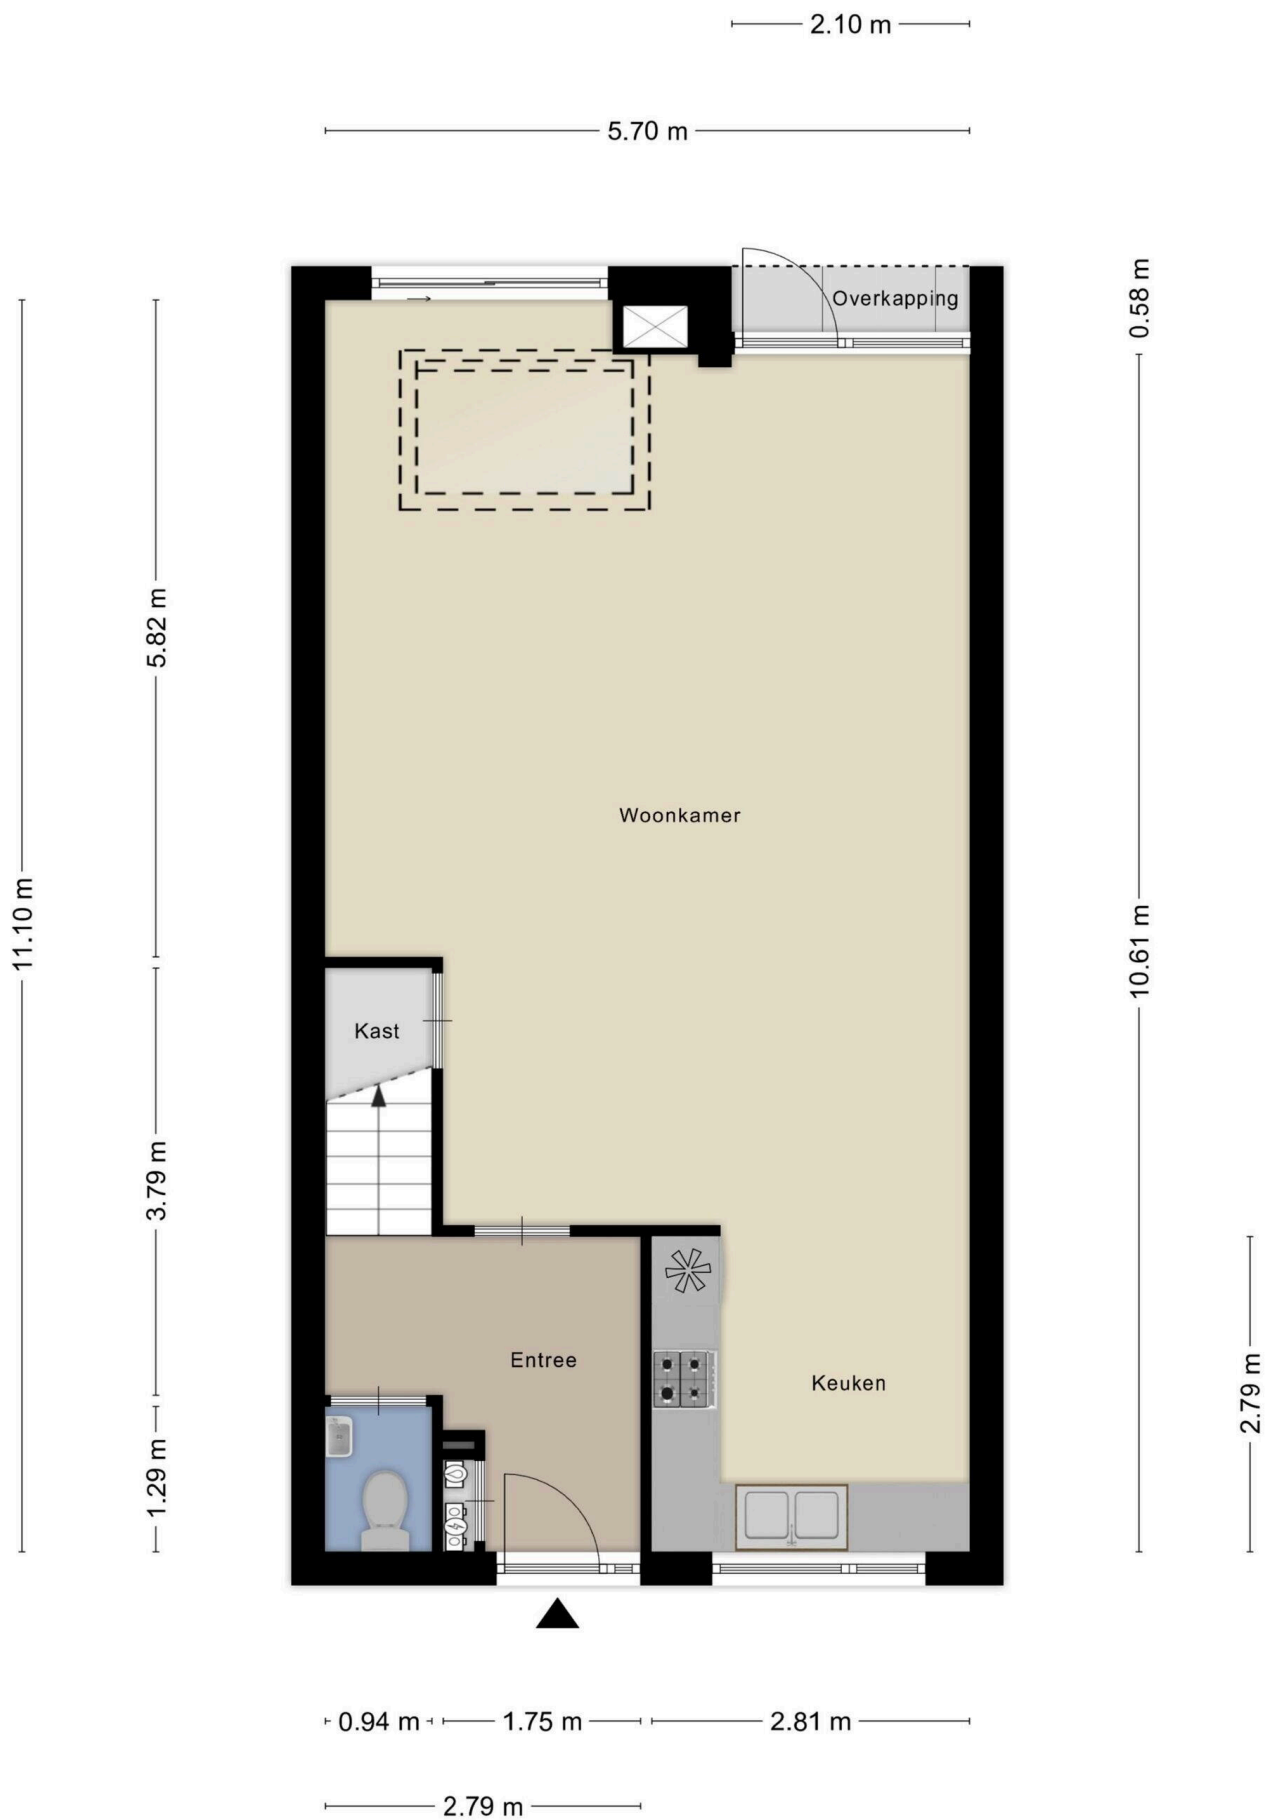 2.10 m
5.70 m
0.58 m
Overkapping
5.82 m
Woonkamer
11.10 m
10.61 m
Kast
3.79 m
Entree
Keuken
2.79 m
1.29 m
0.94 m
1.75 m
2.81 m
2.79 m